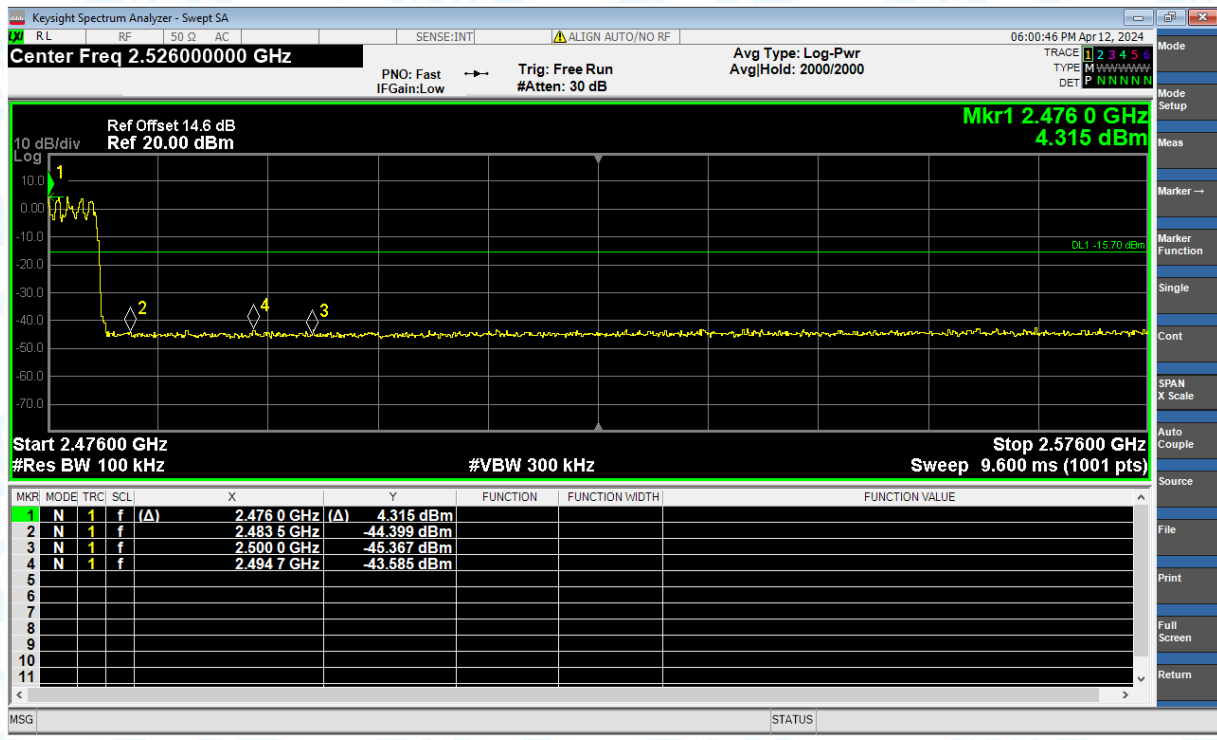 Keysight Spectrum Analyzer - Swept SA
LXI RL RF 50 Ω AC SENSE:INT ALIGN AUTO/NO RF 06:00:46 PM Apr 12, 2024
Center Freq 2.526000000 GHz
PNO: Fast
IFGain:Low
Trig: Free Run
#Atten: 30 dB
Avg Type: Log-Pwr
Avg|Hold: 2000/2000
TRACE 1 2 3 4 5 6
TYPE M WWWWW
DET P N N N N N
Mkr1 2.476 0 GHz
4.315 dBm
Ref Offset 14.6 dB
10 dB/div Ref 20.00 dBm
Log
10.0
0.00
-10.0
-20.0
-30.0
-40.0
-50.0
-60.0
-70.0
1
2
4
3
DL1 -15.70 dBm
Start 2.47600 GHz Stop 2.57600 GHz
#Res BW 100 kHz #VBW 300 kHz Sweep 9.600 ms (1001 pts)
MKR MODE TRC SCL X Y FUNCTION FUNCTION WIDTH FUNCTION VALUE
1 N 1 f (Δ) 2.476 0 GHz (Δ) 4.315 dBm
2 N 1 f 2.483 5 GHz -44.399 dBm
3 N 1 f 2.500 0 GHz -45.367 dBm
4 N 1 f 2.494 7 GHz -43.585 dBm
5
6
7
8
9
10
11
MSG STATUS
Mode
Mode
Setup
Meas
Marker →
Marker
Function
Single
Cont
SPAN
X Scale
Auto
Couple
Source
File
Print
Full
Screen
Return